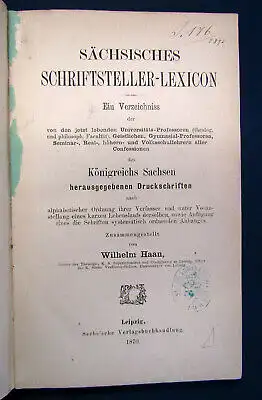 SÄCHSISCHES
SCHRIFTSTELLER-LEXICON.
Ein Verzeichniss
der
von den jetzt lebenden Universitäts-Professoren (theolog.
und philosoph. Facultät), Geistlichen, Gymnasial-Professoren,
Seminar-, Real-, höhern- und Volksschullehrern aller
Confessionen
des
Königreichs Sachsen
herausgegebenen Druckschriften
nach
alphabetischer Ordnung ihrer Verfasser und unter Voran-
stellung eines kurzen Lebensabriss derselben, sowie Anfügung
eines die Schriften systematisch ordnenden Anhanges.
Zusammengestellt
von
Wilhelm Haan,
Leipzig,
Sächsische Verlagsbuchhandlung.
1870.